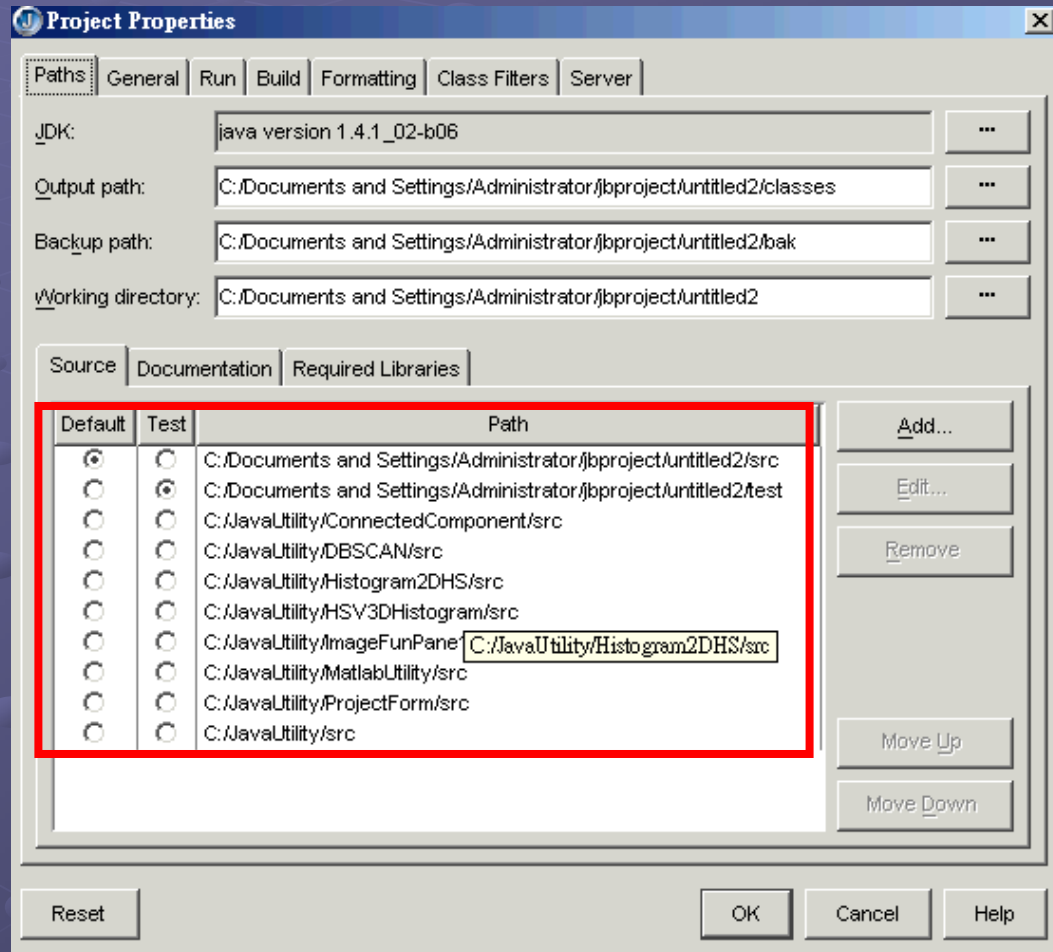 Project Properties
Paths General Run Build Formatting Class Filters Server
JDK: java version 1.4.1_02-b06 ...
Output path: C:/Documents and Settings/Administrator/jbproject/untitled2/classes ...
Backup path: C:/Documents and Settings/Administrator/jbproject/untitled2/bak ...
Working directory: C:/Documents and Settings/Administrator/jbproject/untitled2 ...
Source Documentation Required Libraries
Default Test Path Add...
C:/Documents and Settings/Administrator/jbproject/untitled2/src
C:/Documents and Settings/Administrator/jbproject/untitled2/test Edit...
C:/JavaUtility/ConnectedComponent/src
C:/JavaUtility/DBSCAN/src Remove
C:/JavaUtility/Histogram2DHS/src
C:/JavaUtility/HSV3DHistogram/src
C:/JavaUtility/ImageFunPane C:/JavaUtility/Histogram2DHS/src
C:/JavaUtility/MatlabUtility/src
C:/JavaUtility/ProjectForm/src
C:/JavaUtility/src Move Up
Move Down
Reset OK Cancel Help